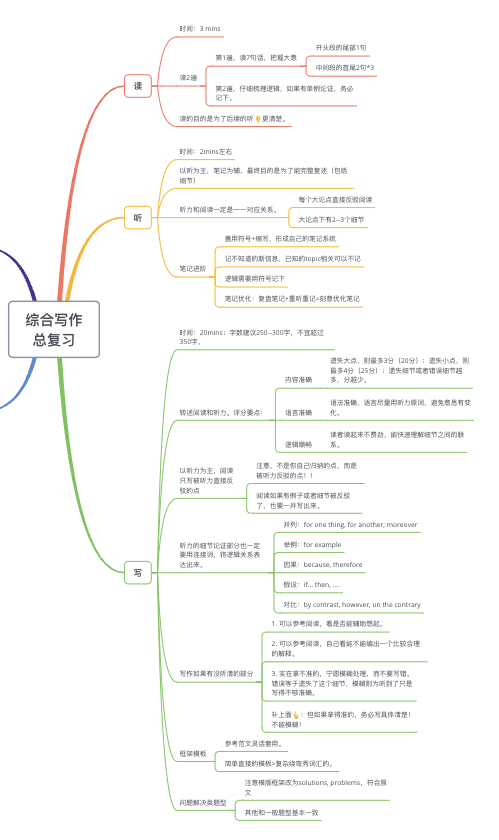 综合写作
总复习
读
时间：3 mins
读2遍
第1遍，读7句话，把握大意
开头段的尾部1句
中间段的首尾2句*3
第2遍，仔细梳理逻辑，如果有举例论证，务必
记下。
读的目的是为了后续的听👂更清楚。
听
时间：2mins左右
以听为主，笔记为辅，最终目的是为了能完整复述（包括
细节）
听力和阅读一定是一一对应关系。
每个大论点直接反驳阅读
大论点下有2--3个细节
笔记进阶
善用符号+缩写，形成自己的笔记系统
记不知道的新信息，已知的topic相关可以不记
逻辑需要用符号记下
笔记优化：复盘笔记+重听重记=刻意优化笔记
写
时间：20mins；字数建议250--300字，不宜超过
350字。
转述阅读和听力。评分要点：
内容准确
遗失大点，则最多3分（20分）；遗失小点，则
最多4分（25分）；遗失细节或者错误细节越
多，分越少。
语言准确
语法准确，语言尽量用听力原词，避免意思有变
化。
逻辑顺畅
读者读起来不费劲，能快速理解细节之间的联
系。
以听力为主，阅读
只写被听力直接反
驳的点
注意，不是你自己归纳的点，而是
被听力反驳的点！！
阅读如果有例子或者细节被反驳
了，也要一并写出来。
听力的细节论证部分也一定
要用连接词，将逻辑关系表
达出来。
并列：for one thing, for another; moreover
举例：for example
因果：because, therefore
假设：if... then, ....
对比：by contrast, however, on the contrary
写作如果有没听清的部分
1. 可以参考阅读，看是否能辅助想起。
2. 可以参考阅读，自己看能不能编出一个比较合理
的解释。
3. 实在拿不准的，宁愿模糊处理，而不要写错。
错误等于遗失了这个细节，模糊则为听到了只是
写得不够准确。
补上面👆：但如果拿得准的，务必写具体清楚！
不能模糊！
框架模板
参考范文灵活套用。
简单直接的模板>复杂绕弯秀词汇的。
问题解决类题型
注意模版框架改为solutions, problems，符合原
文
其他和一般题型基本一致